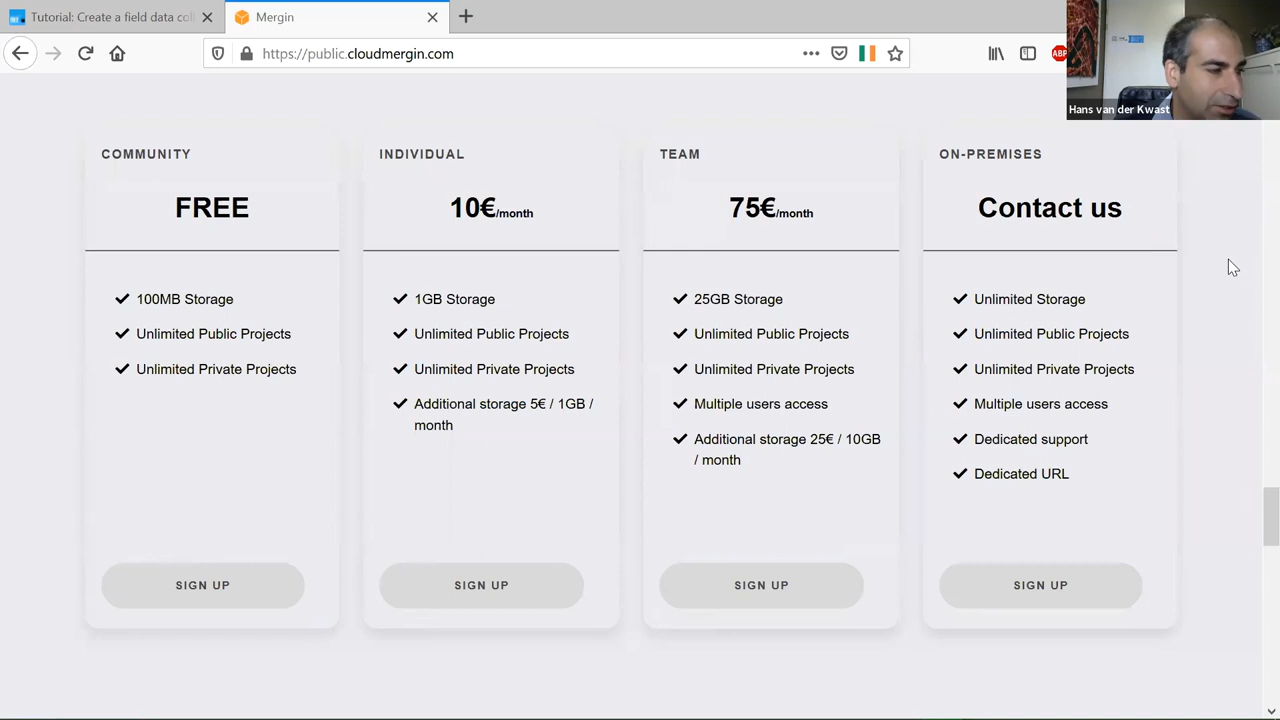 Tutorial: Create a field data col
Mergin
https://public.cloudmergin.com
ABP
Hans van der Kwast
COMMUNITY
FREE
100MB Storage
Unlimited Public Projects
Unlimited Private Projects
SIGN UP
INDIVIDUAL
10€/month
1GB Storage
Unlimited Public Projects
Unlimited Private Projects
Additional storage 5€ / 1GB /
month
SIGN UP
TEAM
75€/month
25GB Storage
Unlimited Public Projects
Unlimited Private Projects
Multiple users access
Additional storage 25€ / 10GB
/ month
SIGN UP
ON-PREMISES
Contact us
Unlimited Storage
Unlimited Public Projects
Unlimited Private Projects
Multiple users access
Dedicated support
Dedicated URL
SIGN UP